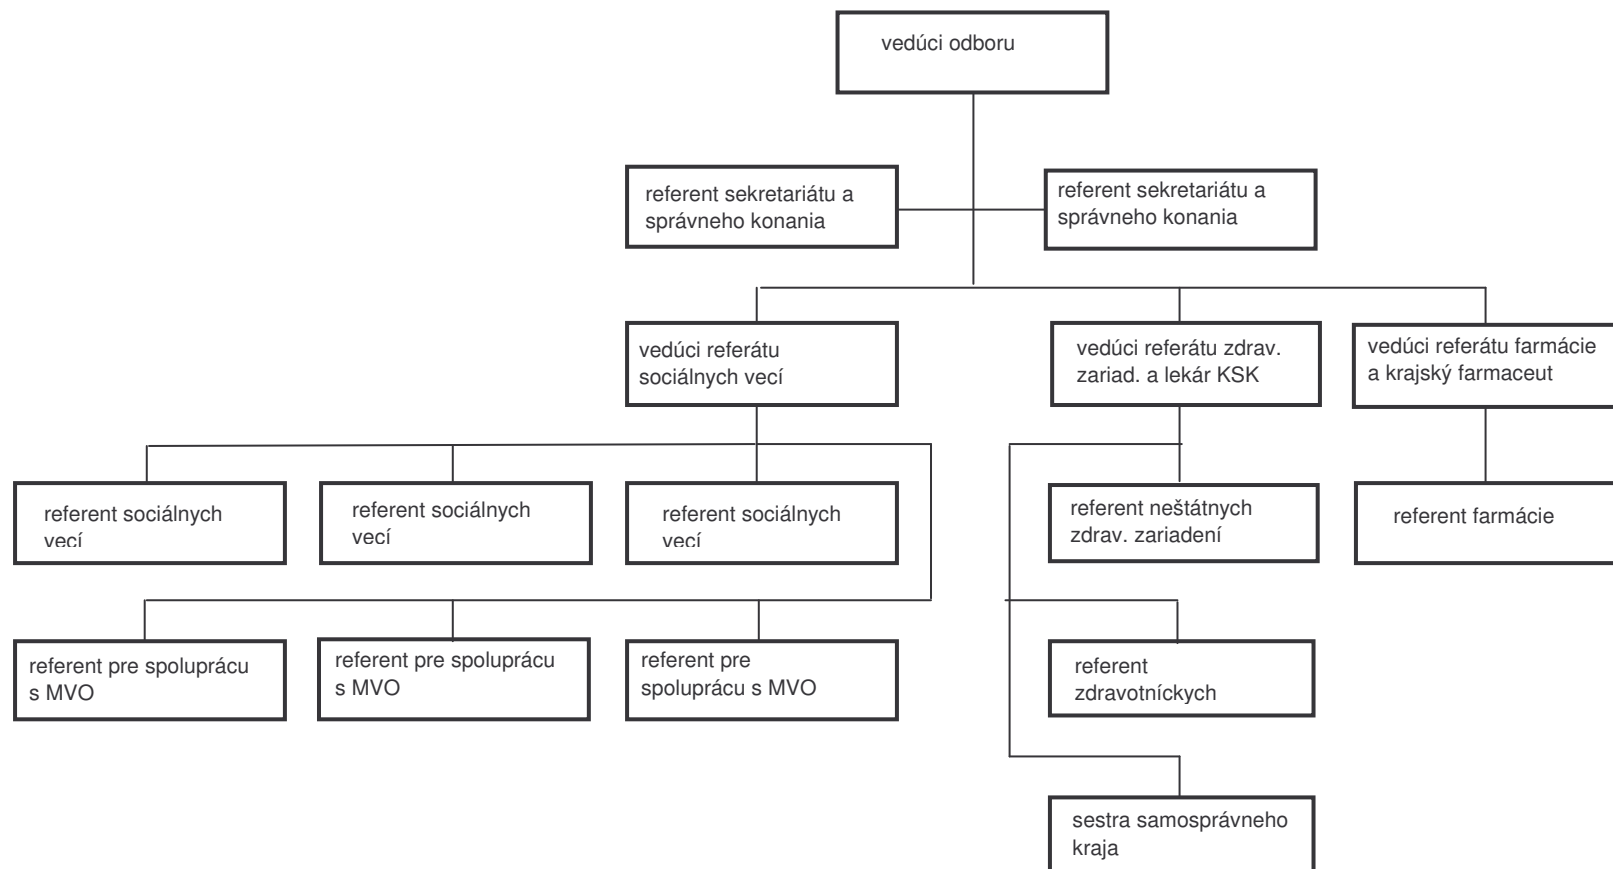 vedúci odboru
referent sekretariátu a
správneho konania
referent sekretariátu a
správneho konania
vedúci referátu
sociálnych vecí
vedúci referátu zdrav.
zariad. a lekár KSK
vedúci referátu farmácie
a krajský farmaceut
referent sociálnych
vecí
referent sociálnych
vecí
referent sociálnych
vecí
referent neštátnych
zdrav. zariadení
referent farmácie
referent pre spoluprácu
s MVO
referent pre spoluprácu
s MVO
referent pre
spoluprácu s MVO
referent
zdravotníckych
sestra samosprávneho
kraja